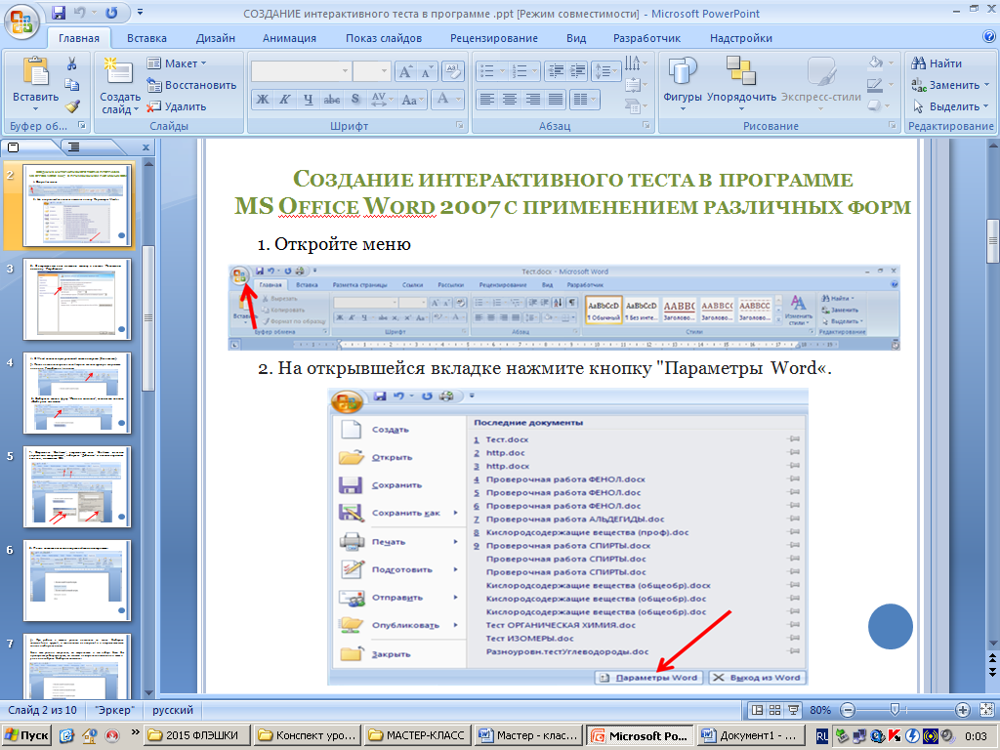 СОЗДАНИЕ интерактивного теста в программе .ppt [Режим совместимости] - Microsoft PowerPoint
Главная Вставка Дизайн Анимация Показ слайдов Рецензирование Вид Разработчик Надстройки
Вставить
Буфер об...
Создать слайд
Макет
Восстановить
Удалить
Слайды
Ж К Ч abc S AV Aa A
Шрифт
Абзац
Фигуры Упорядочить Экспресс-стили
Рисование
Найти
Заменить
Выделить
Редактирование
2
3
4
5
6
7
СОЗДАНИЕ ИНТЕРАКТИВНОГО ТЕСТА В ПРОГРАММЕ
MS OFFICE WORD 2007 С ПРИМЕНЕНИЕМ РАЗЛИЧНЫХ ФОРМ
1. Откройте меню
Тест.docx - Microsoft Word
Главная Вставка Разметка страницы Ссылки Рассылки Рецензирование Вид Разработчик
Вырезать
Копировать
Формат по образцу
Буфер обмена
Шрифт
Абзац
AaBbCcD AaBbCcD AABBC AABBCC AABBCC
¶ Обычный ¶ Без инте... Заголово... Заголово... Заголово...
Изменить стили
Стили
Найти
Заменить
Выделить
Редактирование
2. На открывшейся вкладке нажмите кнопку "Параметры Word«.
Создать
Открыть
Сохранить
Сохранить как
Печать
Подготовить
Отправить
Опубликовать
Закрыть
Последние документы
1 Тест.docx
2 http.doc
3 http.docx
4 Проверочная работа ФЕНОЛ.docx
5 Проверочная работа ФЕНОЛ.doc
6 Проверочная работа ФЕНОЛ.doc
7 Проверочная работа АЛЬДЕГИДЫ.doc
8 Кислородсодержащие вещества (проф).doc
9 Проверочная работа СПИРТЫ.docx
Проверочная работа СПИРТЫ.doc
Проверочная работа СПИРТЫ.doc
Кислородсодержащие вещества (общеобр).docx
Кислородсодержащие вещества (общеобр).doc
Кислородсодержащие вещества (общеобр).doc
Тест ОРГАНИЧЕСКАЯ ХИМИЯ.doc
Тест ИЗОМЕРЫ.doc
Разноуровн.тест/глеводороды.doc
Параметры Word Выход из Word
Слайд 2 из 10 "Эркер" русский 80%
Пуск 2015 ФЛЭШКИ Конспект уро... МАСТЕР-КЛАСС Мастер - клас... Microsoft Po... Документ1 - ... RL 0:03